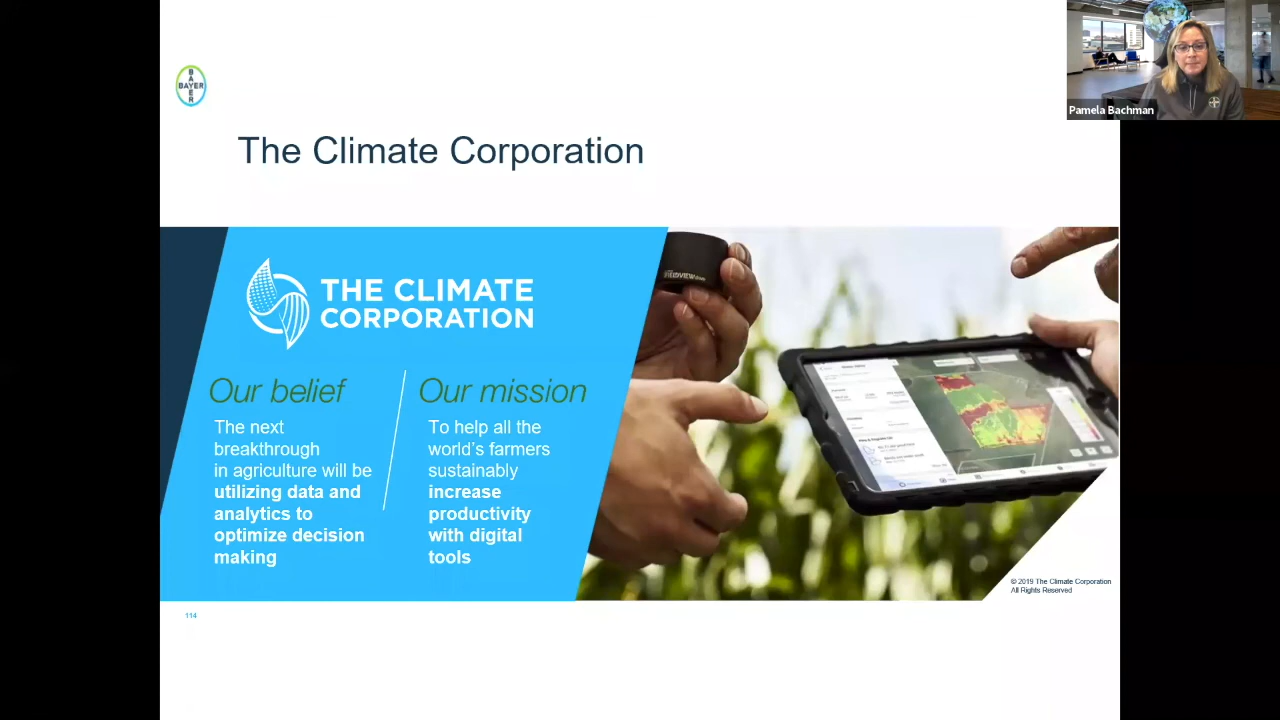 BAYER
BAYER
Pamela Bachman
The Climate Corporation
THE CLIMATE
CORPORATION
FIELDVIEW
Our belief
The next
breakthrough
in agriculture will be
utilizing data and
analytics to
optimize decision
making
Our mission
To help all the
world's farmers
sustainably
increase
productivity
with digital
tools
© 2019 The Climate Corporation
All Rights Reserved
114